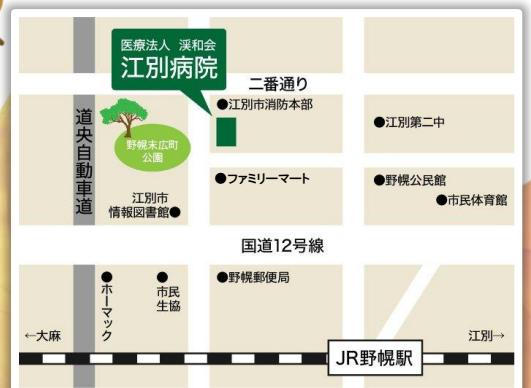 医療法人 渓和会
江別病院
二番通り
●江別市消防本部
●江別第二中
道央自動車道
野幌末広町
公園
●ファミリーマート
●野幌公民館
●市民体育館
江別市
情報図書館●
国道12号線
●ホーマック
●市民
生協
●野幌郵便局
←大麻
江別→
JR野幌駅